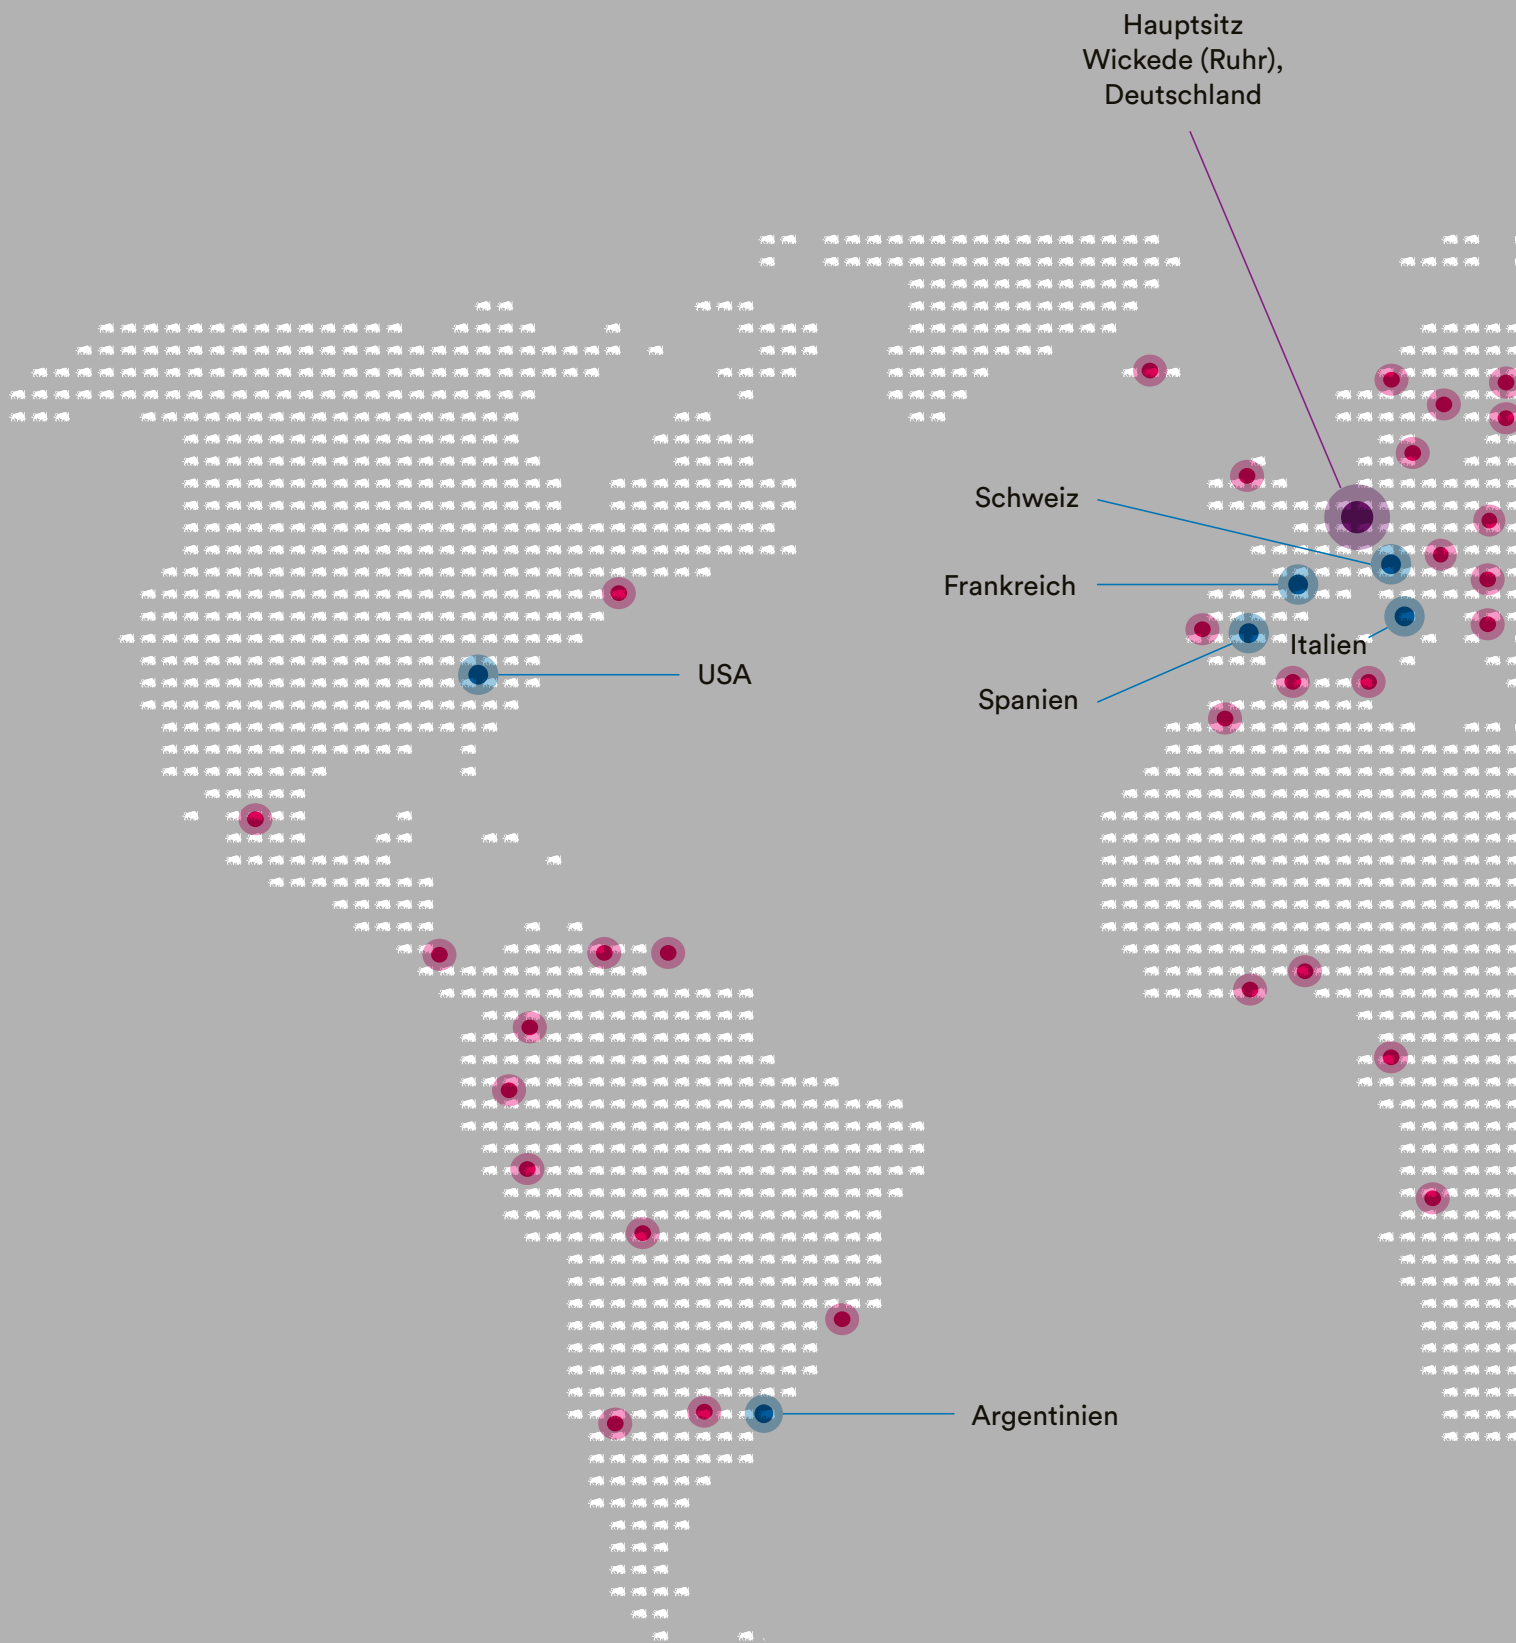 Hauptsitz
Wickede (Ruhr),
Deutschland
Schweiz
Frankreich
Italien
USA
Spanien
Argentinien